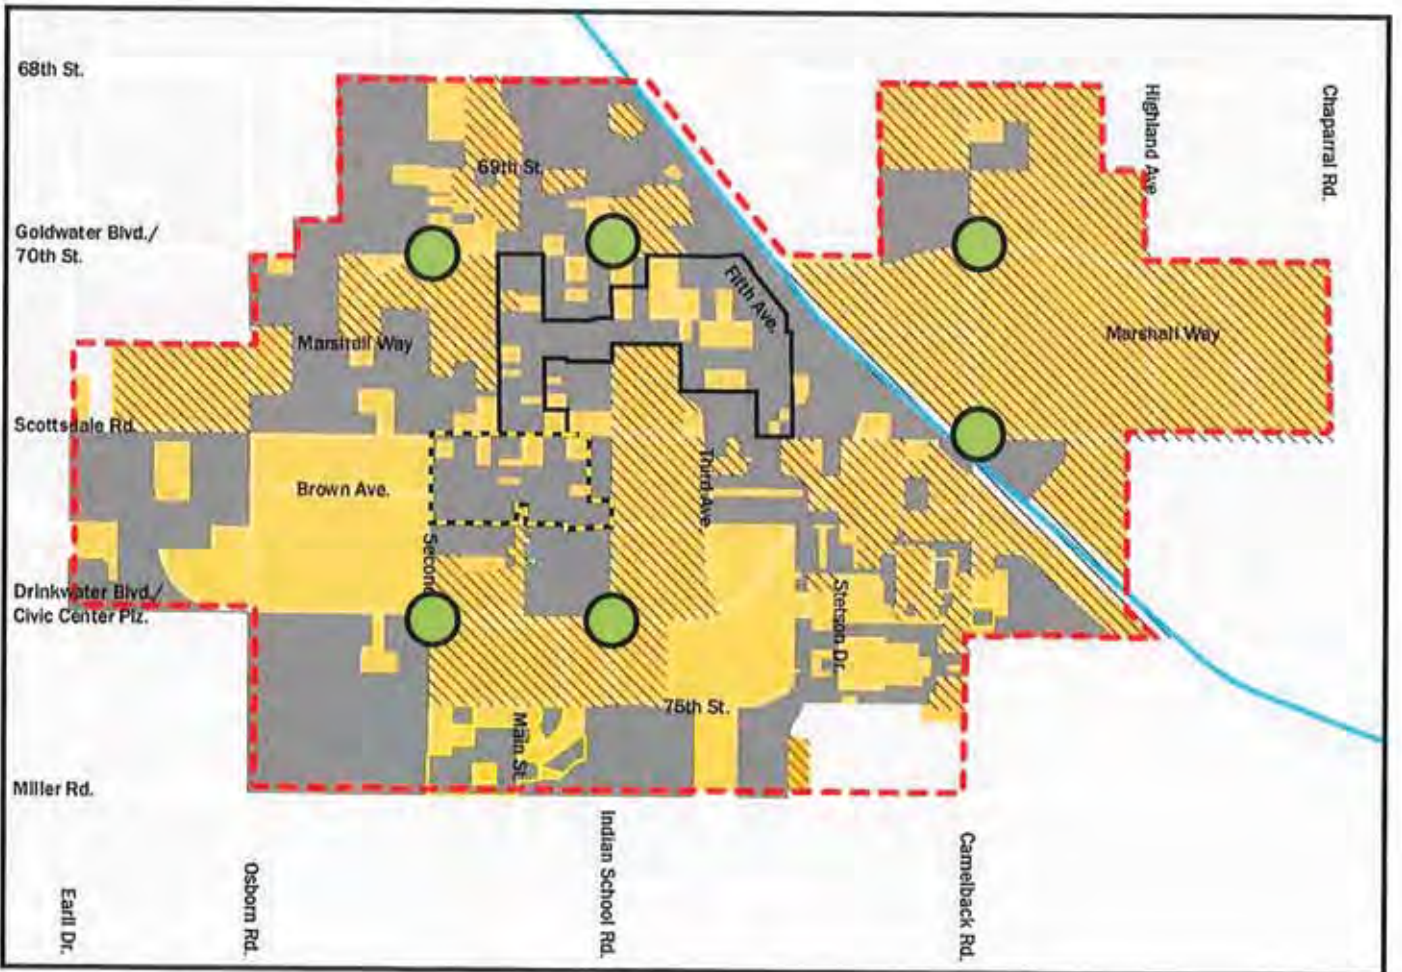 68th St.
Highland Ave
Chaparral Rd.
69th St.
Goldwater Blvd./
70th St.
Fifth Ave.
Marshall Way
Marshall Way
Scottsdale Rd.
Brown Ave.
Third Ave.
Second
Drinkwater Blvd./
Civic Center Plz.
Stetson Dr.
75th St.
Main St.
Miller Rd.
Indian School Rd.
Camelback Rd.
Osborn Rd.
Earll Dr.